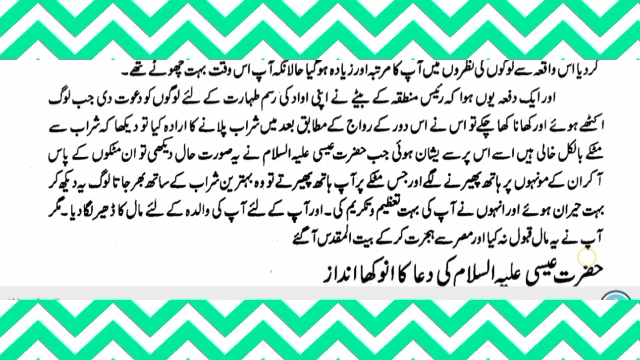 کر دیا اس واقعہ سے لوگوں کی نظروں میں آپ کا مرتبہ اور زیادہ ہو گیا حالانکہ آپ اس وقت بہت چھوٹے تھے۔
اور ایک دفعہ یوں ہوا کہ رئیس منطقہ کے بیٹے نے اپنی اولاد کی رسم طہارت کے لئے لوگوں کو دعوت دی جب لوگ
اکٹھے ہوئے اور کھانا کھا چکے تو اس نے اس دور کے رواج کے مطابق بعد میں شراب پلانے کا ارادہ کیا تو دیکھا کہ شراب سے
مٹکے بالکل خالی ہیں اسے اس پر سے یشان ہوئی جب حضرت عیسی علیہ السلام نے یہ صورت حال دیکھی تو ان مٹکوں کے پاس
آ کر ان کے مونہوں پر ہاتھ پھیرنے لگے اور جس مٹکے پر آپ ہاتھ پھیرتے تو وہ بہترین شراب کے ساتھ بھر جاتا لوگ یہ دیکھ کر
بہت حیران ہوئے اور انہوں نے آپ کی بہت تعظیم و تکریم کی۔ اور آپ کے لئے آپ کی والدہ کے لئے مال کا ڈھیر لگا دیا۔ مگر
آپ نے یہ مال قبول نہ کیا اور مصر سے ہجرت کر کے بیت المقدس آ گئے
حضرت عیسی علیہ السلام کی دعا کا انوکھا انداز